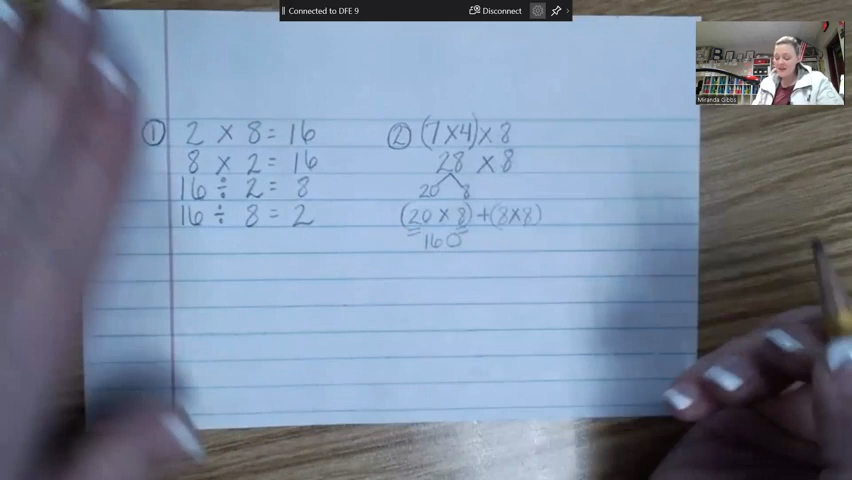 Connected to DFE 9
Disconnect
Miranda Gibbs
① 2 × 8 = 16
8 × 2 = 16
16 ÷ 2 = 8
16 ÷ 8 = 2
② (7 × 4) × 8
28 × 8
20 8
(20 × 8) + (8×8)
160